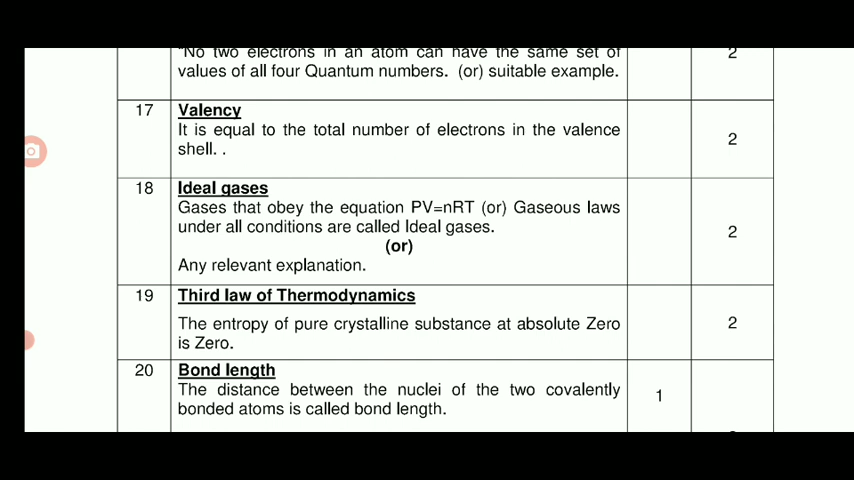 "No two electrons in an atom can have the same set of
2
values of all four Quantum numbers. (or) suitable example.
17
Valency
It is equal to the total number of electrons in the valence
shell. .
2
18
Ideal gases
Gases that obey the equation PV=nRT (or) Gaseous laws
under all conditions are called Ideal gases.
(or)
Any relevant explanation.
2
19
Third law of Thermodynamics
The entropy of pure crystalline substance at absolute Zero
is Zero.
2
20
Bond length
The distance between the nuclei of the two covalently
bonded atoms is called bond length.
1